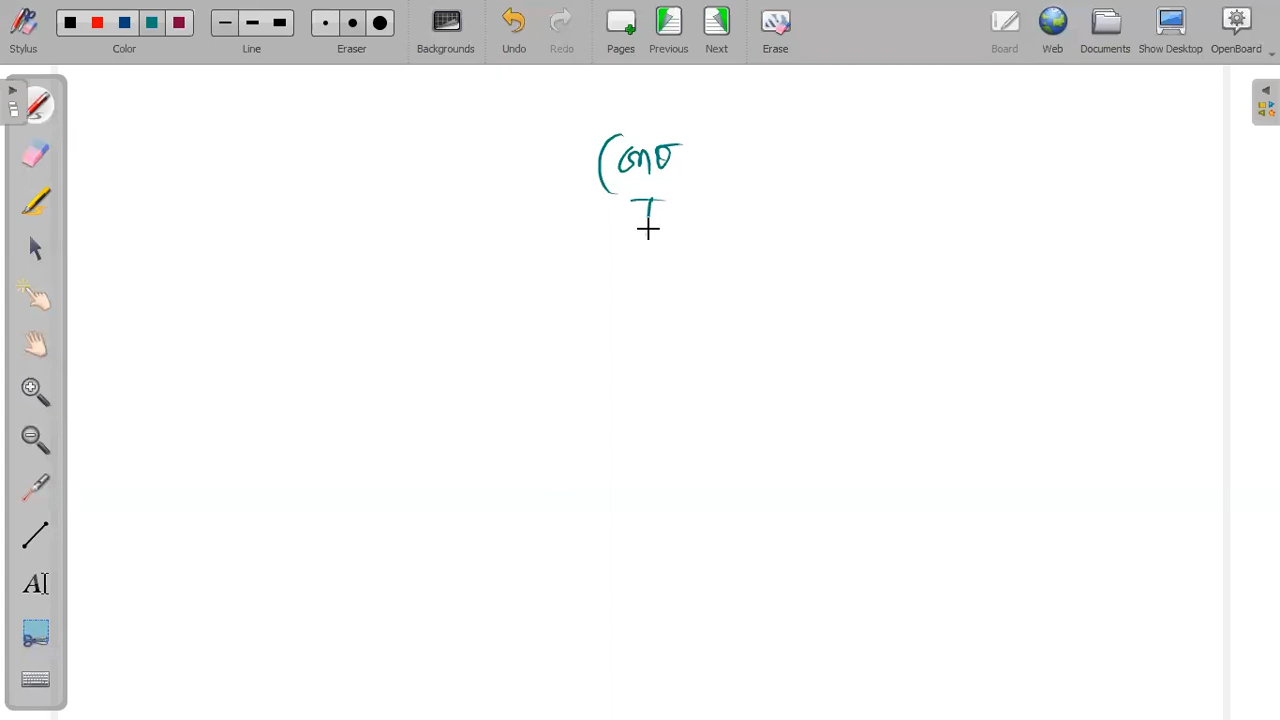 Stylus
Color
Line
Eraser
Backgrounds
Undo
Redo
Pages
Previous
Next
Erase
Board
Web
Documents
Show Desktop
OpenBoard
A
T